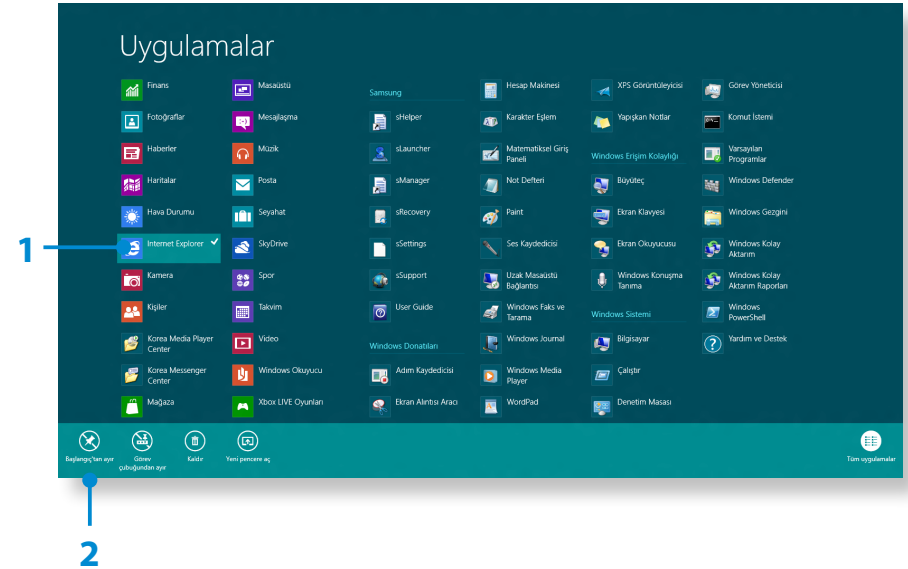 Uygulamalar
Finans
Fotoğraflar
Haberler
Haritalar
Hava Durumu
Internet Explorer
Kamera
Kişiler
Korea Media Player
Center
Korea Messenger
Center
Mağaza
Masaüstü
Mesajlaşma
Müzik
Posta
Seyahat
SkyDrive
Spor
Takvim
Video
Windows Okuyucu
Xbox LIVE Oyunları
Samsung
sHelper
sLauncher
sManager
sRecovery
sSettings
sSupport
User Guide
Windows Donatıları
Adım Kaydedicisi
Ekran Alıntısı Aracı
Hesap Makinesi
Karakter Eşlem
Matematiksel Giriş
Paneli
Not Defteri
Paint
Ses Kaydedicisi
Uzak Masaüstü
Bağlantısı
Windows Faks ve
Tarama
Windows Journal
Windows Media
Player
WordPad
XPS Görüntüleyicisi
Yapışkan Notlar
Windows Erişim Kolaylığı
Büyüteç
Ekran Klavyesi
Ekran Okuyucusu
Windows Konuşma
Tanıma
Windows Sistemi
Bilgisayar
Çalıştır
Denetim Masası
Görev Yöneticisi
Komut İstemi
Varsayılan
Programlar
Windows Defender
Windows Gezgini
Windows Kolay
Aktarım
Windows Kolay
Aktarım Raporları
Windows
PowerShell
Yardım ve Destek
1
Başlangıç'tan ayır
Görev
çubuğundan ayır
Kaldır
Yeni pencere aç
Tüm uygulamalar
2